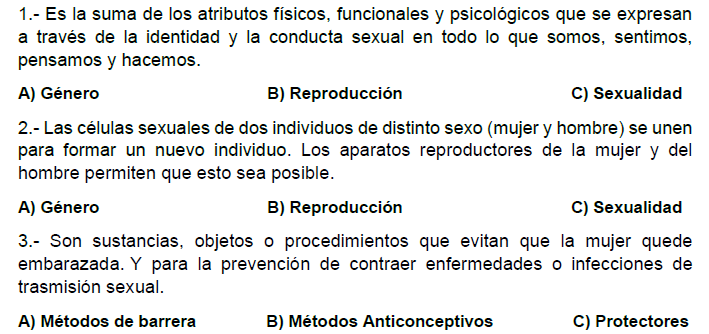 1.- Es la suma de los atributos físicos, funcionales y psicológicos que se expresan
a través de la identidad y la conducta sexual en todo lo que somos, sentimos,
pensamos y hacemos.
A) Género B) Reproducción C) Sexualidad
2.- Las células sexuales de dos individuos de distinto sexo (mujer y hombre) se unen
para formar un nuevo individuo. Los aparatos reproductores de la mujer y del
hombre permiten que esto sea posible.
A) Género B) Reproducción C) Sexualidad
3.- Son sustancias, objetos o procedimientos que evitan que la mujer quede
embarazada. Y para la prevención de contraer enfermedades o infecciones de
trasmisión sexual.
A) Métodos de barrera B) Métodos Anticonceptivos C) Protectores